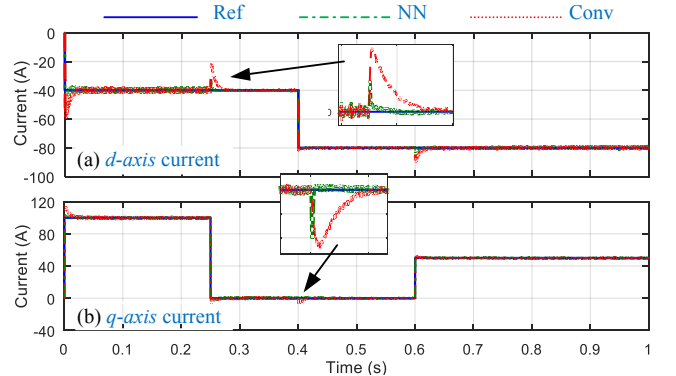 Ref NN Conv
0
-20
-40
-60
-80
-100
Current (A)
(a) d-axis current
120
80
40
0
-40
Current (A)
(b) q-axis current
0 0.1 0.2 0.3 0.4 0.5 0.6 0.7 0.8 0.9 1
Time (s)